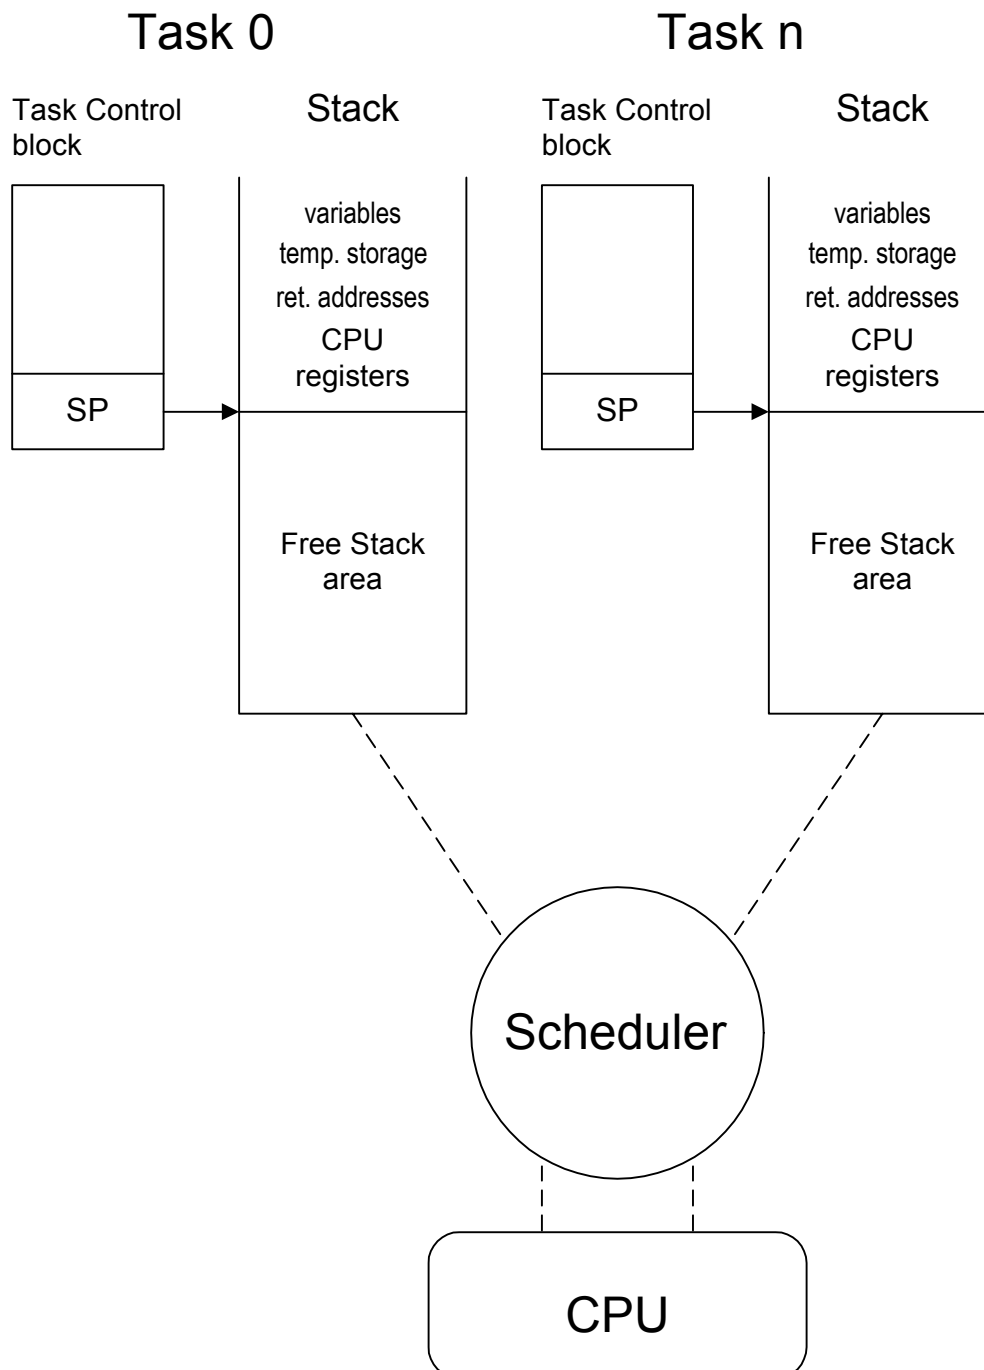 Task 0
Task n
Task Control
block
Stack
Task Control
block
Stack
variables
temp. storage
ret. addresses
CPU
registers
SP
variables
temp. storage
ret. addresses
CPU
registers
SP
Free Stack
area
Free Stack
area
Scheduler
CPU